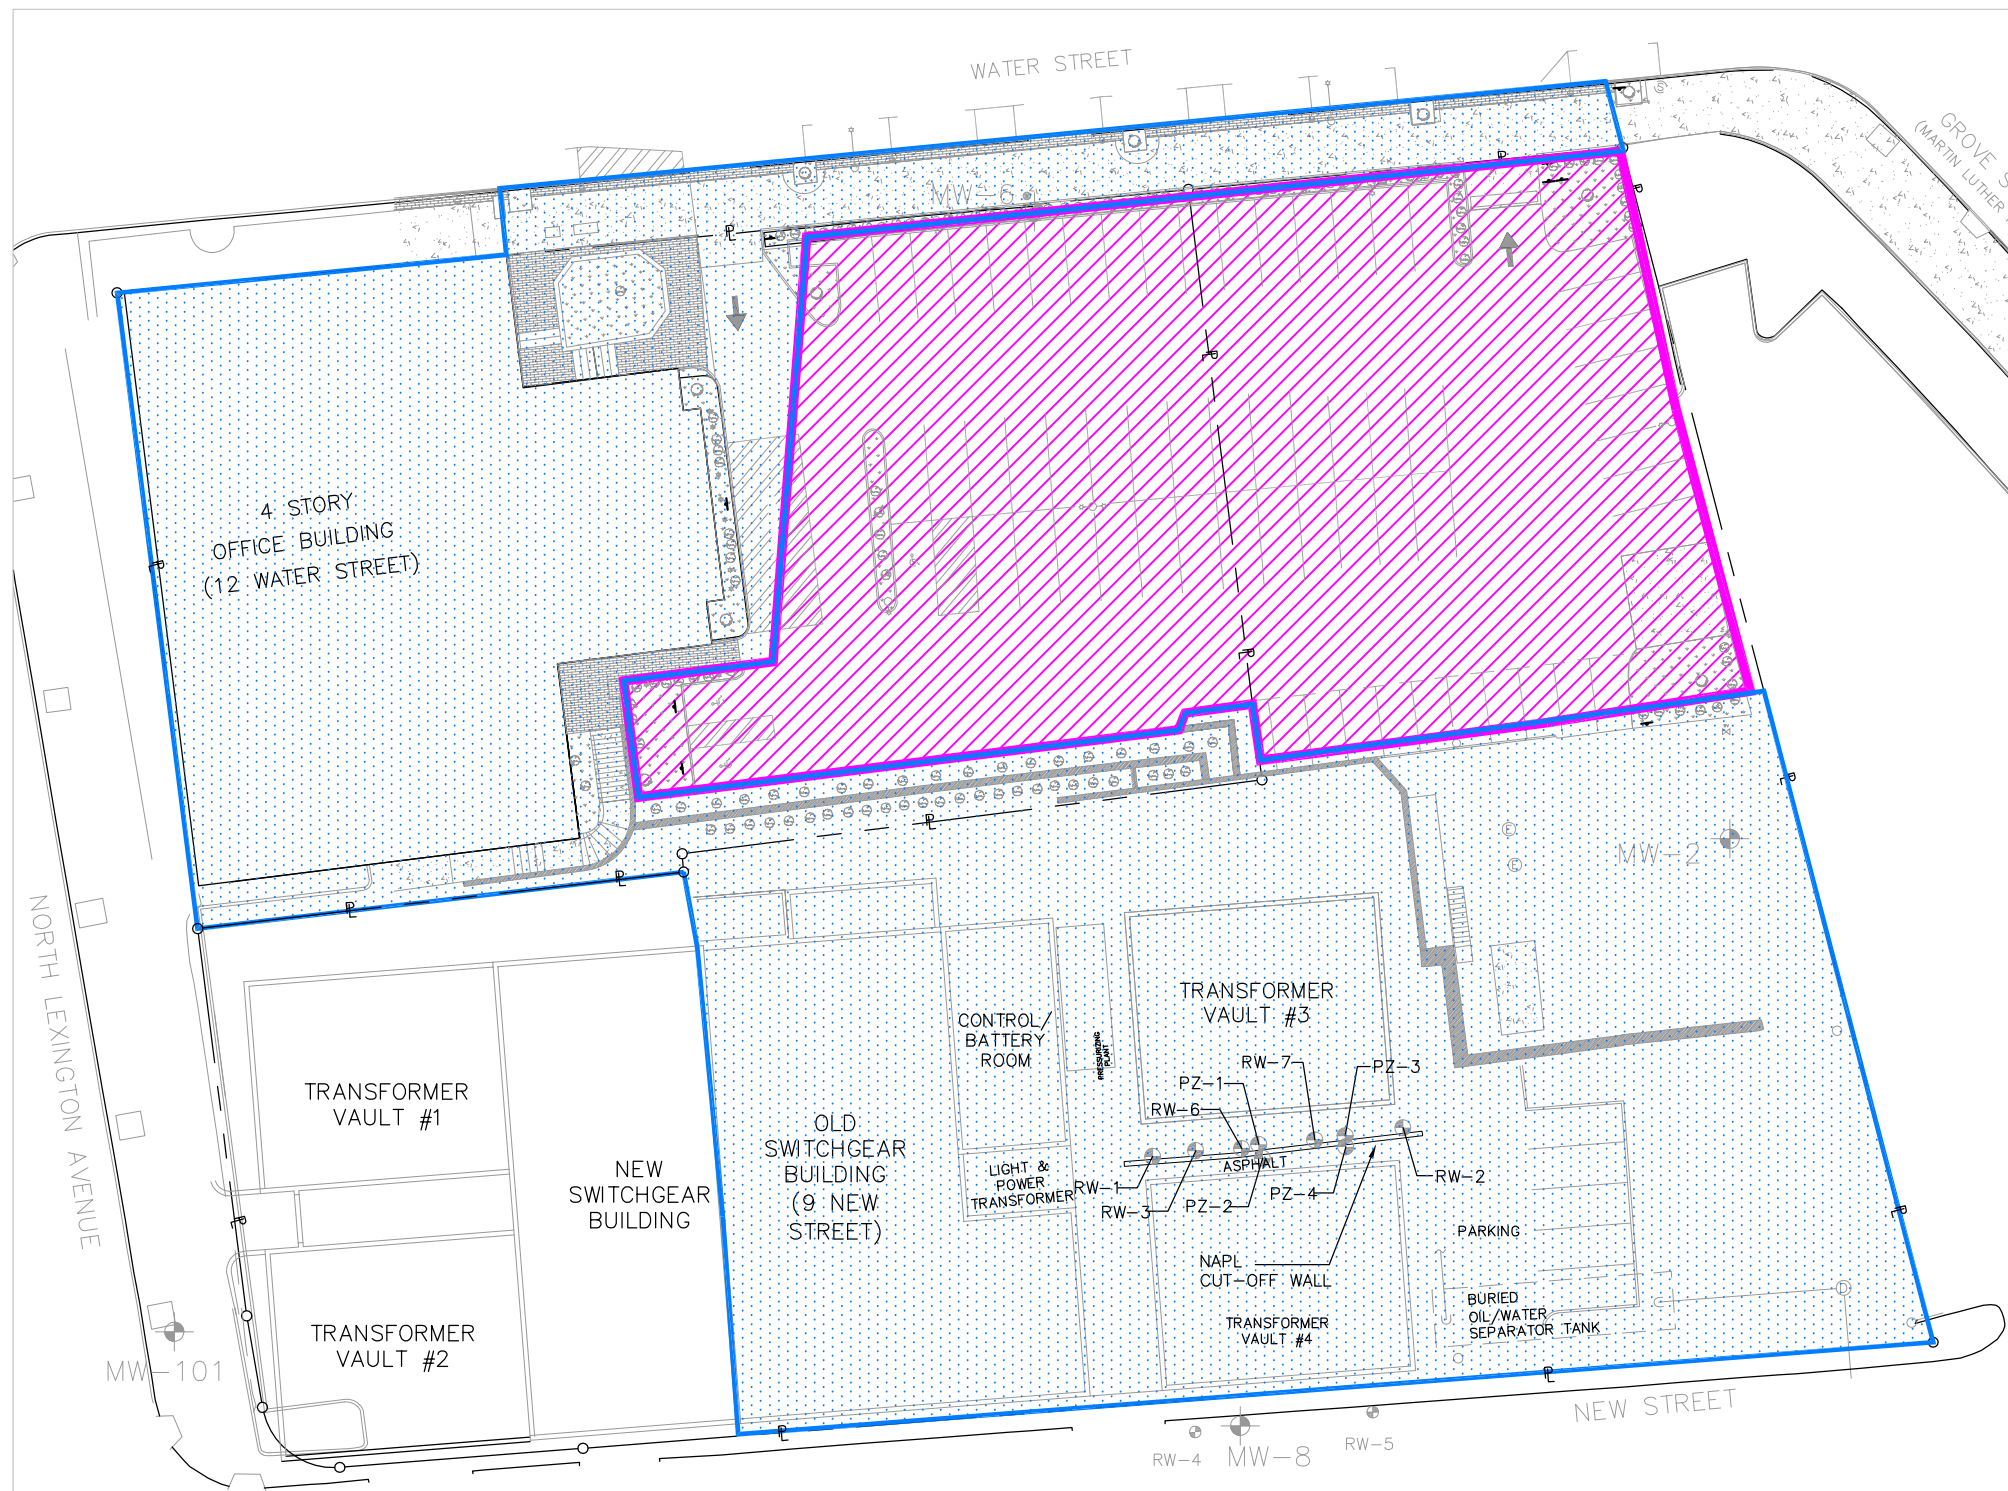 WATER STREET
GROVE
(MARTIN LUTHER
MW-6
4 STORY
OFFICE BUILDING
(12 WATER STREET)
MW-2
NORTH LEXINGTON AVENUE
TRANSFORMER
VAULT #3
CONTROL/
BATTERY
ROOM
PRESSURIZING
PLANT
RW-7
PZ-3
PZ-1
RW-6
TRANSFORMER
VAULT #1
OLD
SWITCHGEAR
BUILDING
(9 NEW
STREET)
NEW
SWITCHGEAR
BUILDING
LIGHT &
POWER
TRANSFORMER
ASPHALT
RW-1
RW-3
PZ-2
PZ-4
RW-2
PARKING
NAPL
CUT-OFF WALL
BURIED
OIL/WATER
SEPARATOR TANK
TRANSFORMER
VAULT #4
TRANSFORMER
VAULT #2
MW-101
NEW STREET
RW-4
MW-8
RW-5
E
E
D